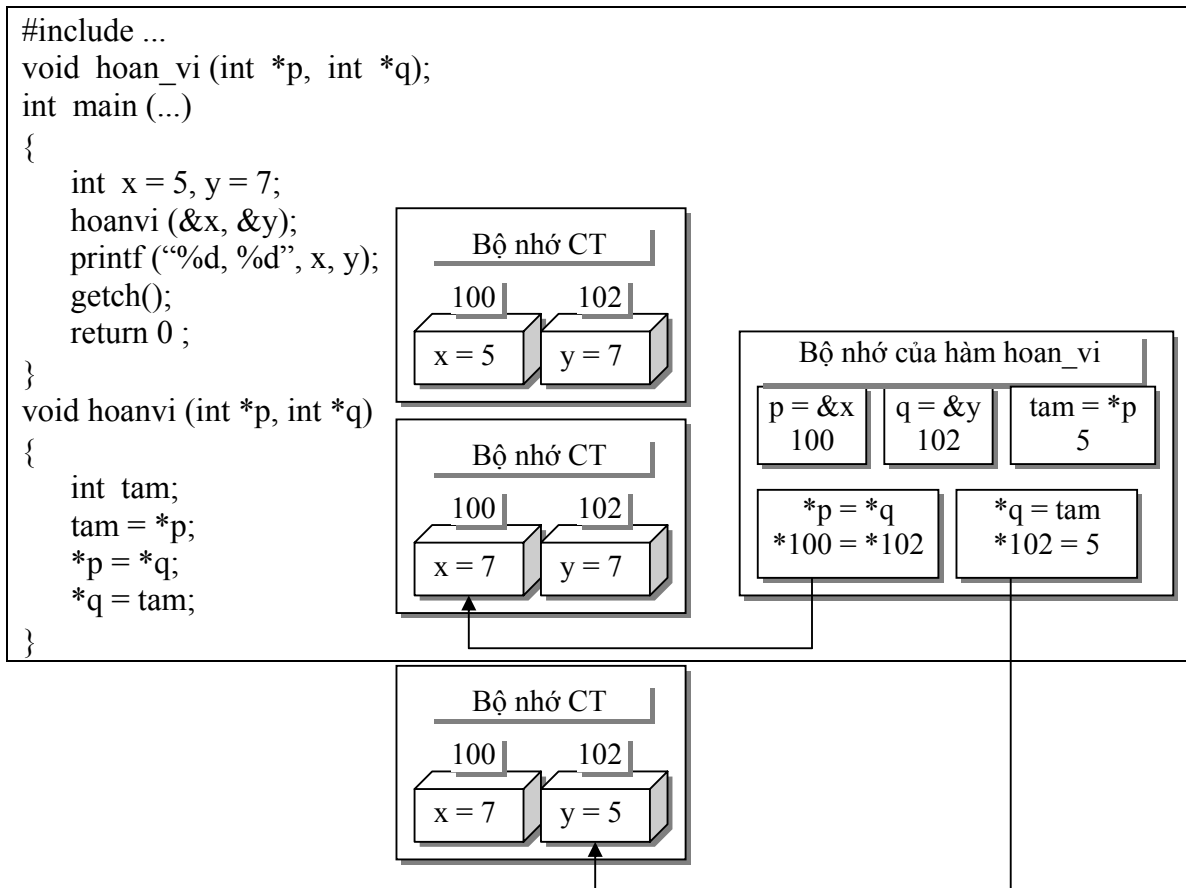 #include ...
void hoan_vi (int *p, int *q);
int main (...)
{
int x = 5, y = 7;
hoanvi (&x, &y);
printf (“%d, %d”, x, y);
getch();
return 0 ;
}
void hoanvi (int *p, int *q)
{
int tam;
tam = *p;
*p = *q;
*q = tam;
}
Bộ nhớ CT
100 102
x = 5 y = 7
Bộ nhớ CT
100 102
x = 7 y = 7
Bộ nhớ của hàm hoan_vi
p = &x q = &y tam = *p
100 102 5
*p = *q *q = tam
*100 = *102 *102 = 5
Bộ nhớ CT
100 102
x = 7 y = 5